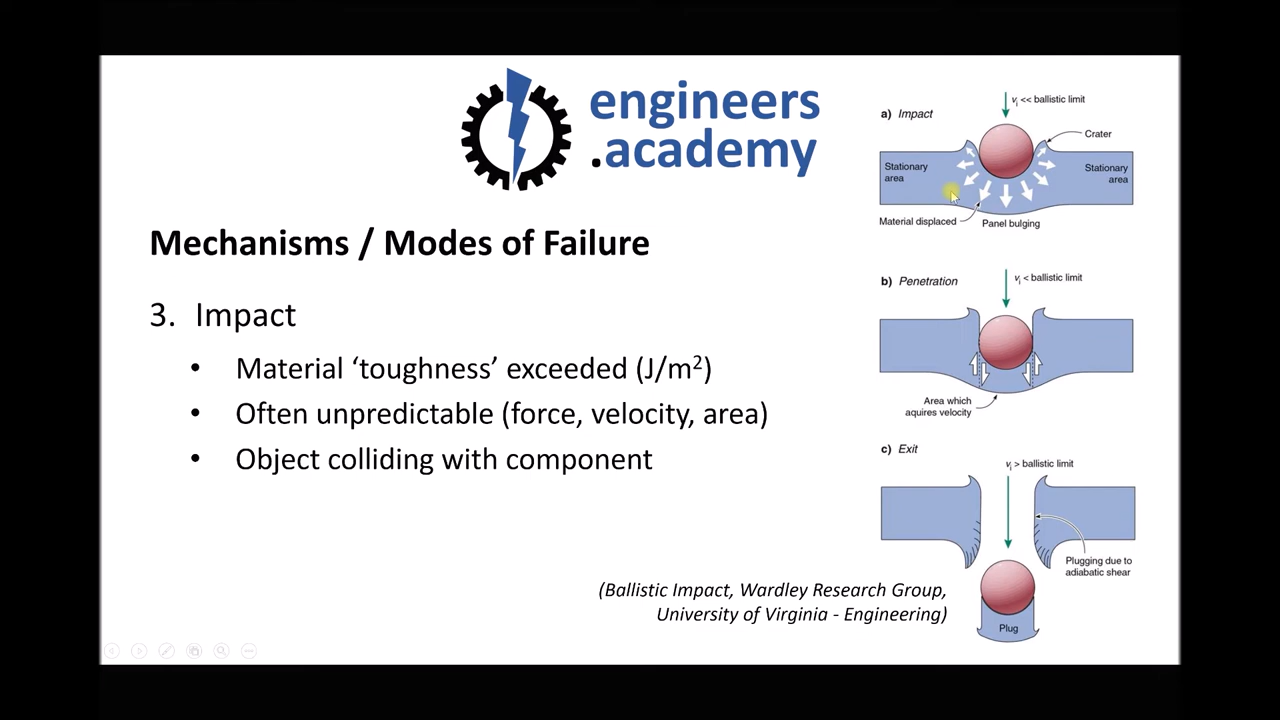 engineers
.academy
Mechanisms / Modes of Failure
3. Impact
• Material ‘toughness’ exceeded (J/m²)
• Often unpredictable (force, velocity, area)
• Object colliding with component
(Ballistic Impact, Wardley Research Group,
University of Virginia - Engineering)
a) Impact
vᵢ << ballistic limit
Crater
Stationary
area
Stationary
area
Material displaced
Panel bulging
b) Penetration
vᵢ < ballistic limit
Area which
aquires velocity
c) Exit
vᵢ > ballistic limit
Plugging due to
adiabatic shear
Plug